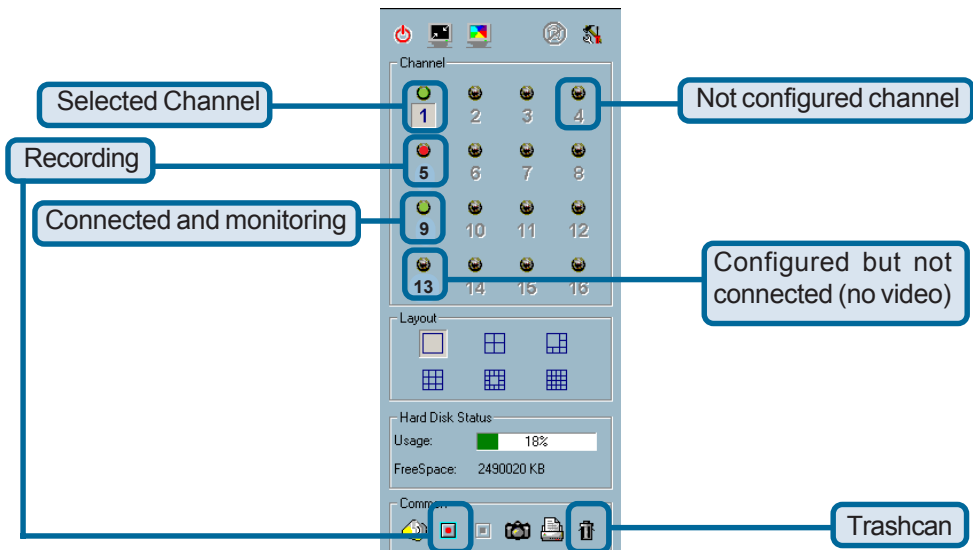 Channel
Selected Channel
Not configured channel
1 2 3 4
Recording
5 6 7 8
Connected and monitoring
9 10 11 12
Configured but not
connected (no video)
13 14 15 16
Layout
Hard Disk Status
Usage: 18%
FreeSpace: 2490020 KB
Common
Trashcan